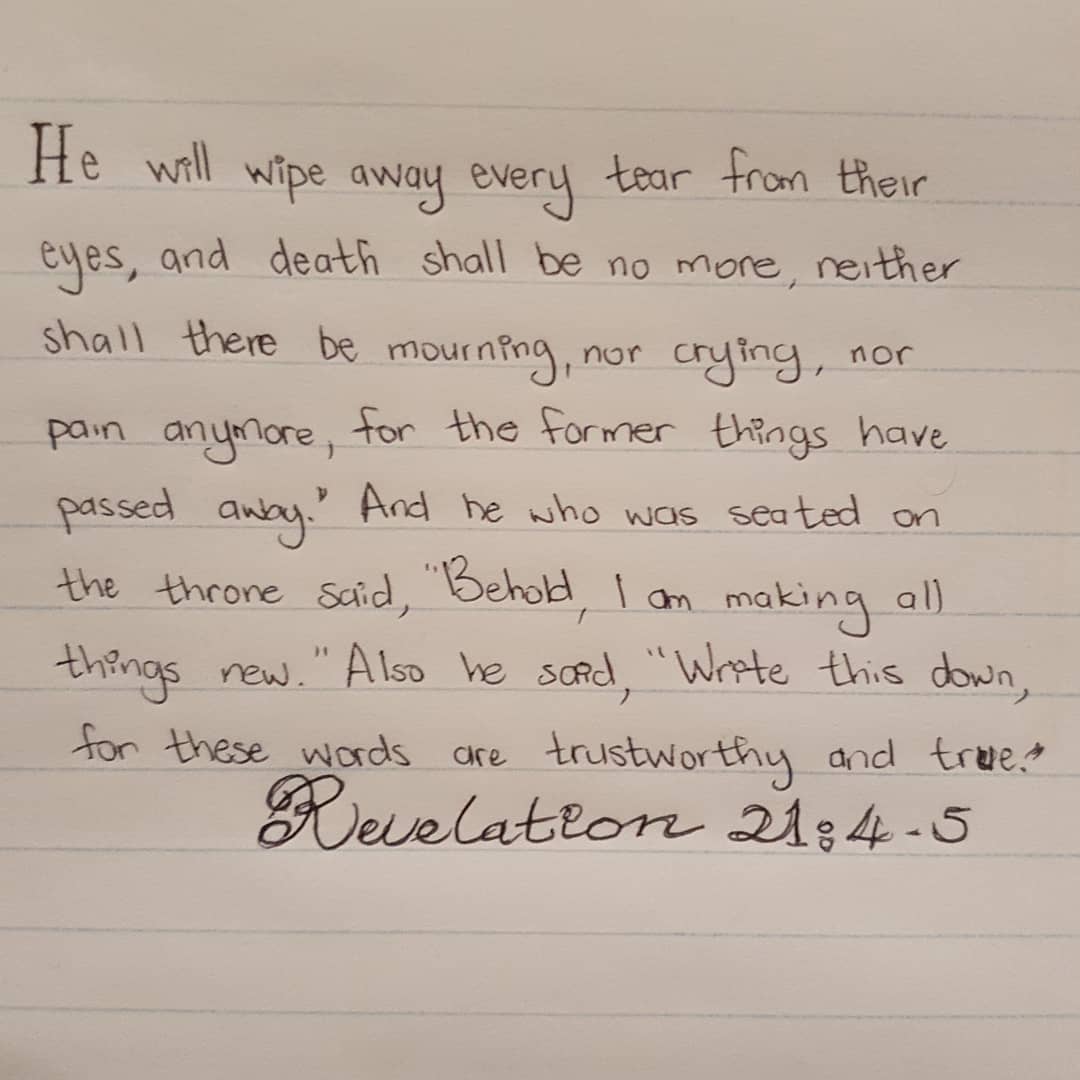 He will wipe away every tear from their
eyes, and death shall be no more, neither
shall there be mourning, nor crying, nor
pain anymore, for the former things have
passed away." And he who was seated on
the throne said, "Behold, I am making all
things new." Also he said, "Write this down,
for these words are trustworthy and true."
Revelation 21:4-5